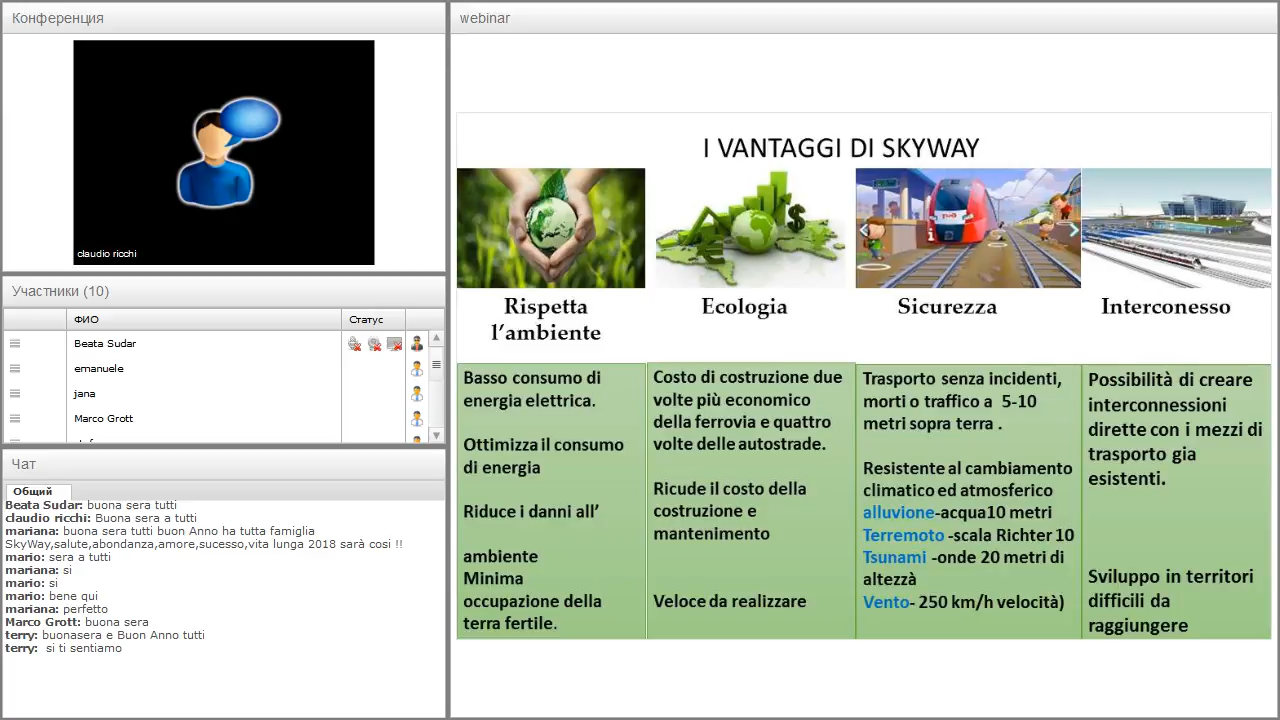 Конференция
claudio ricchi
Участники (10)
ФИО
Статус
Beata Sudar
emanuele
jana
Marco Grott
Чат
Общий
Beata Sudar: buona sera tutti
claudio ricchi: Buona sera a tutti
mariana: buona sera tutti buon Anno ha tutta famiglia
SkyWay,salute,abondanza,amore,sucesso,vita lunga 2018 sarà cosi !!
mario: sera a tutti
mariana: si
mario: si
mario: bene qui
mariana: perfetto
Marco Grott: buona sera
terry: buonasera e Buon Anno tutti
terry: si ti sentiamo
webinar
I VANTAGGI DI SKYWAY
Rispetta
l'ambiente
Basso consumo di
energia elettrica.
Ottimizza il consumo
di energia
Riduce i danni all'
ambiente
Minima
occupazione della
terra fertile.
Ecologia
Costo di costruzione due
volte più economico
della ferrovia e quattro
volte delle autostrade.
Ricude il costo della
costruzione e
mantenimento
Veloce da realizzare
Sicurezza
Trasporto senza incidenti,
morti o traffico a 5-10
metri sopra terra .
Resistente al cambiamento
climatico ed atmosferico
alluvione-acqua10 metri
Terremoto -scala Richter 10
Tsunami -onde 20 metri di
altezzà
Vento- 250 km/h velocità)
Interconesso
Possibilità di creare
interconnessioni
dirette con i mezzi di
trasporto gia
esistenti.
Sviluppo in territori
difficili da
raggiungere